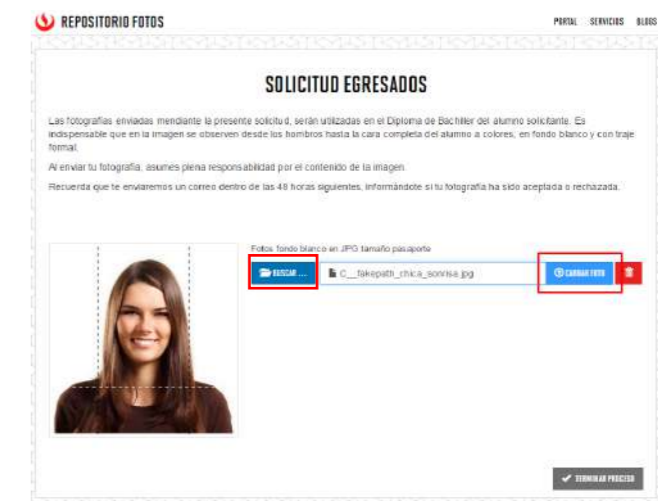 REPOSITORIO FOTOS
PORTAL SERVICIOS BLOGS
SOLICITUD EGRESADOS
Las fotografías enviadas mendiante la presente solicitud, serán utilizadas en el Diploma de Bachiller del alumno solicitante. Es
indispensable que en la imagen se observen desde los hombros hasta la cara completa del alumno a colores, en fondo blanco y con traje
formal.
Al enviar tu fotografía, asumes plena responsabilidad por el contenido de la imagen.
Recuerda que te enviaremos un correo dentro de las 48 horas siguientes, informándote si tu fotografía ha sido aceptada o rechazada.
Fotos fondo blanco en JPG tamaño pasaporte
BUSCAR ...
C__fakepath_chica_sonrisa.jpg
CARGAR FOTO
TERMINAR PROCESO